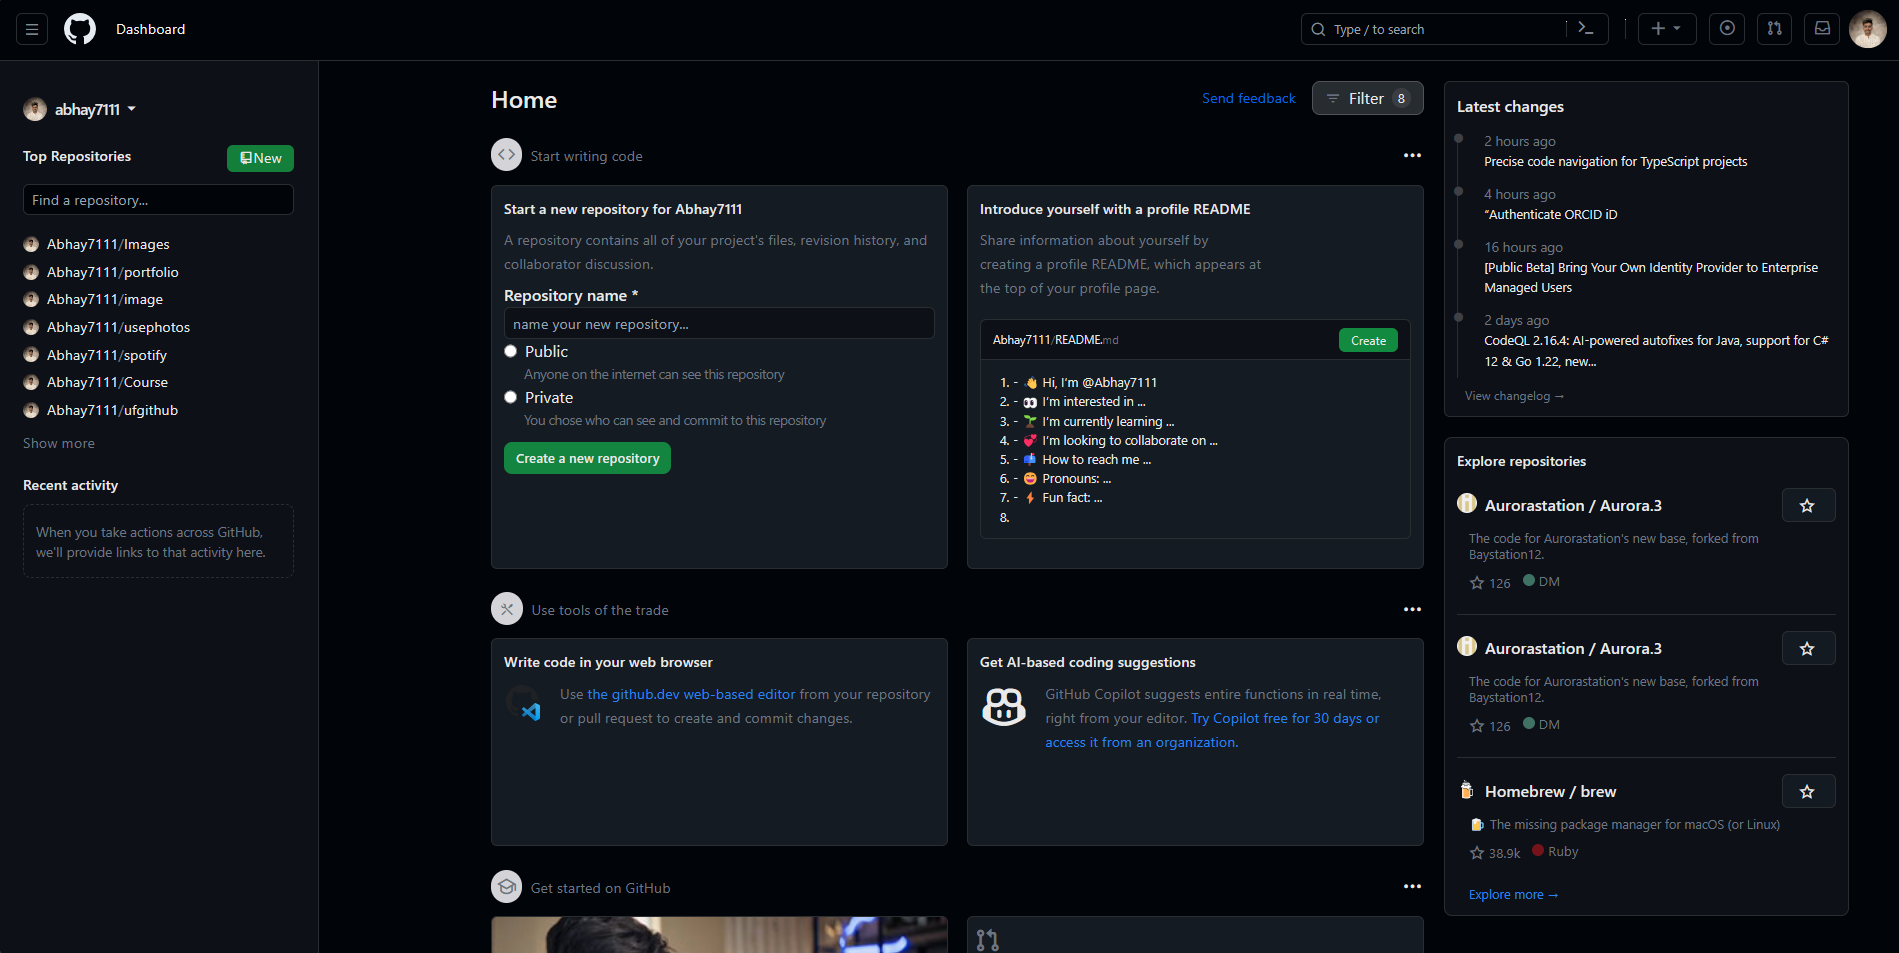 Dashboard
Type / to search
abhay7111
Top Repositories
New
Find a repository...
Abhay7111/Images
Abhay7111/portfolio
Abhay7111/image
Abhay7111/usephotos
Abhay7111/spotify
Abhay7111/Course
Abhay7111/ufgithub
Show more
Recent activity
When you take actions across GitHub,
we'll provide links to that activity here.
Home
Send feedback
Filter 8
Start writing code
Start a new repository for Abhay7111
A repository contains all of your project's files, revision history, and
collaborator discussion.
Repository name *
name your new repository...
Public
Anyone on the internet can see this repository
Private
You chose who can see and commit to this repository
Create a new repository
Introduce yourself with a profile README
Share information about yourself by
creating a profile README, which appears at
the top of your profile page.
Abhay7111/README.md
Create
1. - 👋 Hi, I'm @Abhay7111
2. - 👀 I'm interested in ...
3. - 🌱 I'm currently learning ...
4. - 💞️ I'm looking to collaborate on ...
5. - 📫 How to reach me ...
6. - 😄 Pronouns: ...
7. - ⚡ Fun fact: ...
8.
Use tools of the trade
Write code in your web browser
Use the github.dev web-based editor from your repository
or pull request to create and commit changes.
Get AI-based coding suggestions
GitHub Copilot suggests entire functions in real time,
right from your editor. Try Copilot free for 30 days or
access it from an organization.
Get started on GitHub
Latest changes
2 hours ago
Precise code navigation for TypeScript projects
4 hours ago
“Authenticate ORCID iD
16 hours ago
[Public Beta] Bring Your Own Identity Provider to Enterprise
Managed Users
2 days ago
CodeQL 2.16.4: AI-powered autofixes for Java, support for C#
12 & Go 1.22, new...
View changelog →
Explore repositories
Aurorastation / Aurora.3
The code for Aurorastation's new base, forked from
Baystation12.
126 DM
Aurorastation / Aurora.3
The code for Aurorastation's new base, forked from
Baystation12.
126 DM
Homebrew / brew
🍺 The missing package manager for macOS (or Linux)
38.9k Ruby
Explore more →